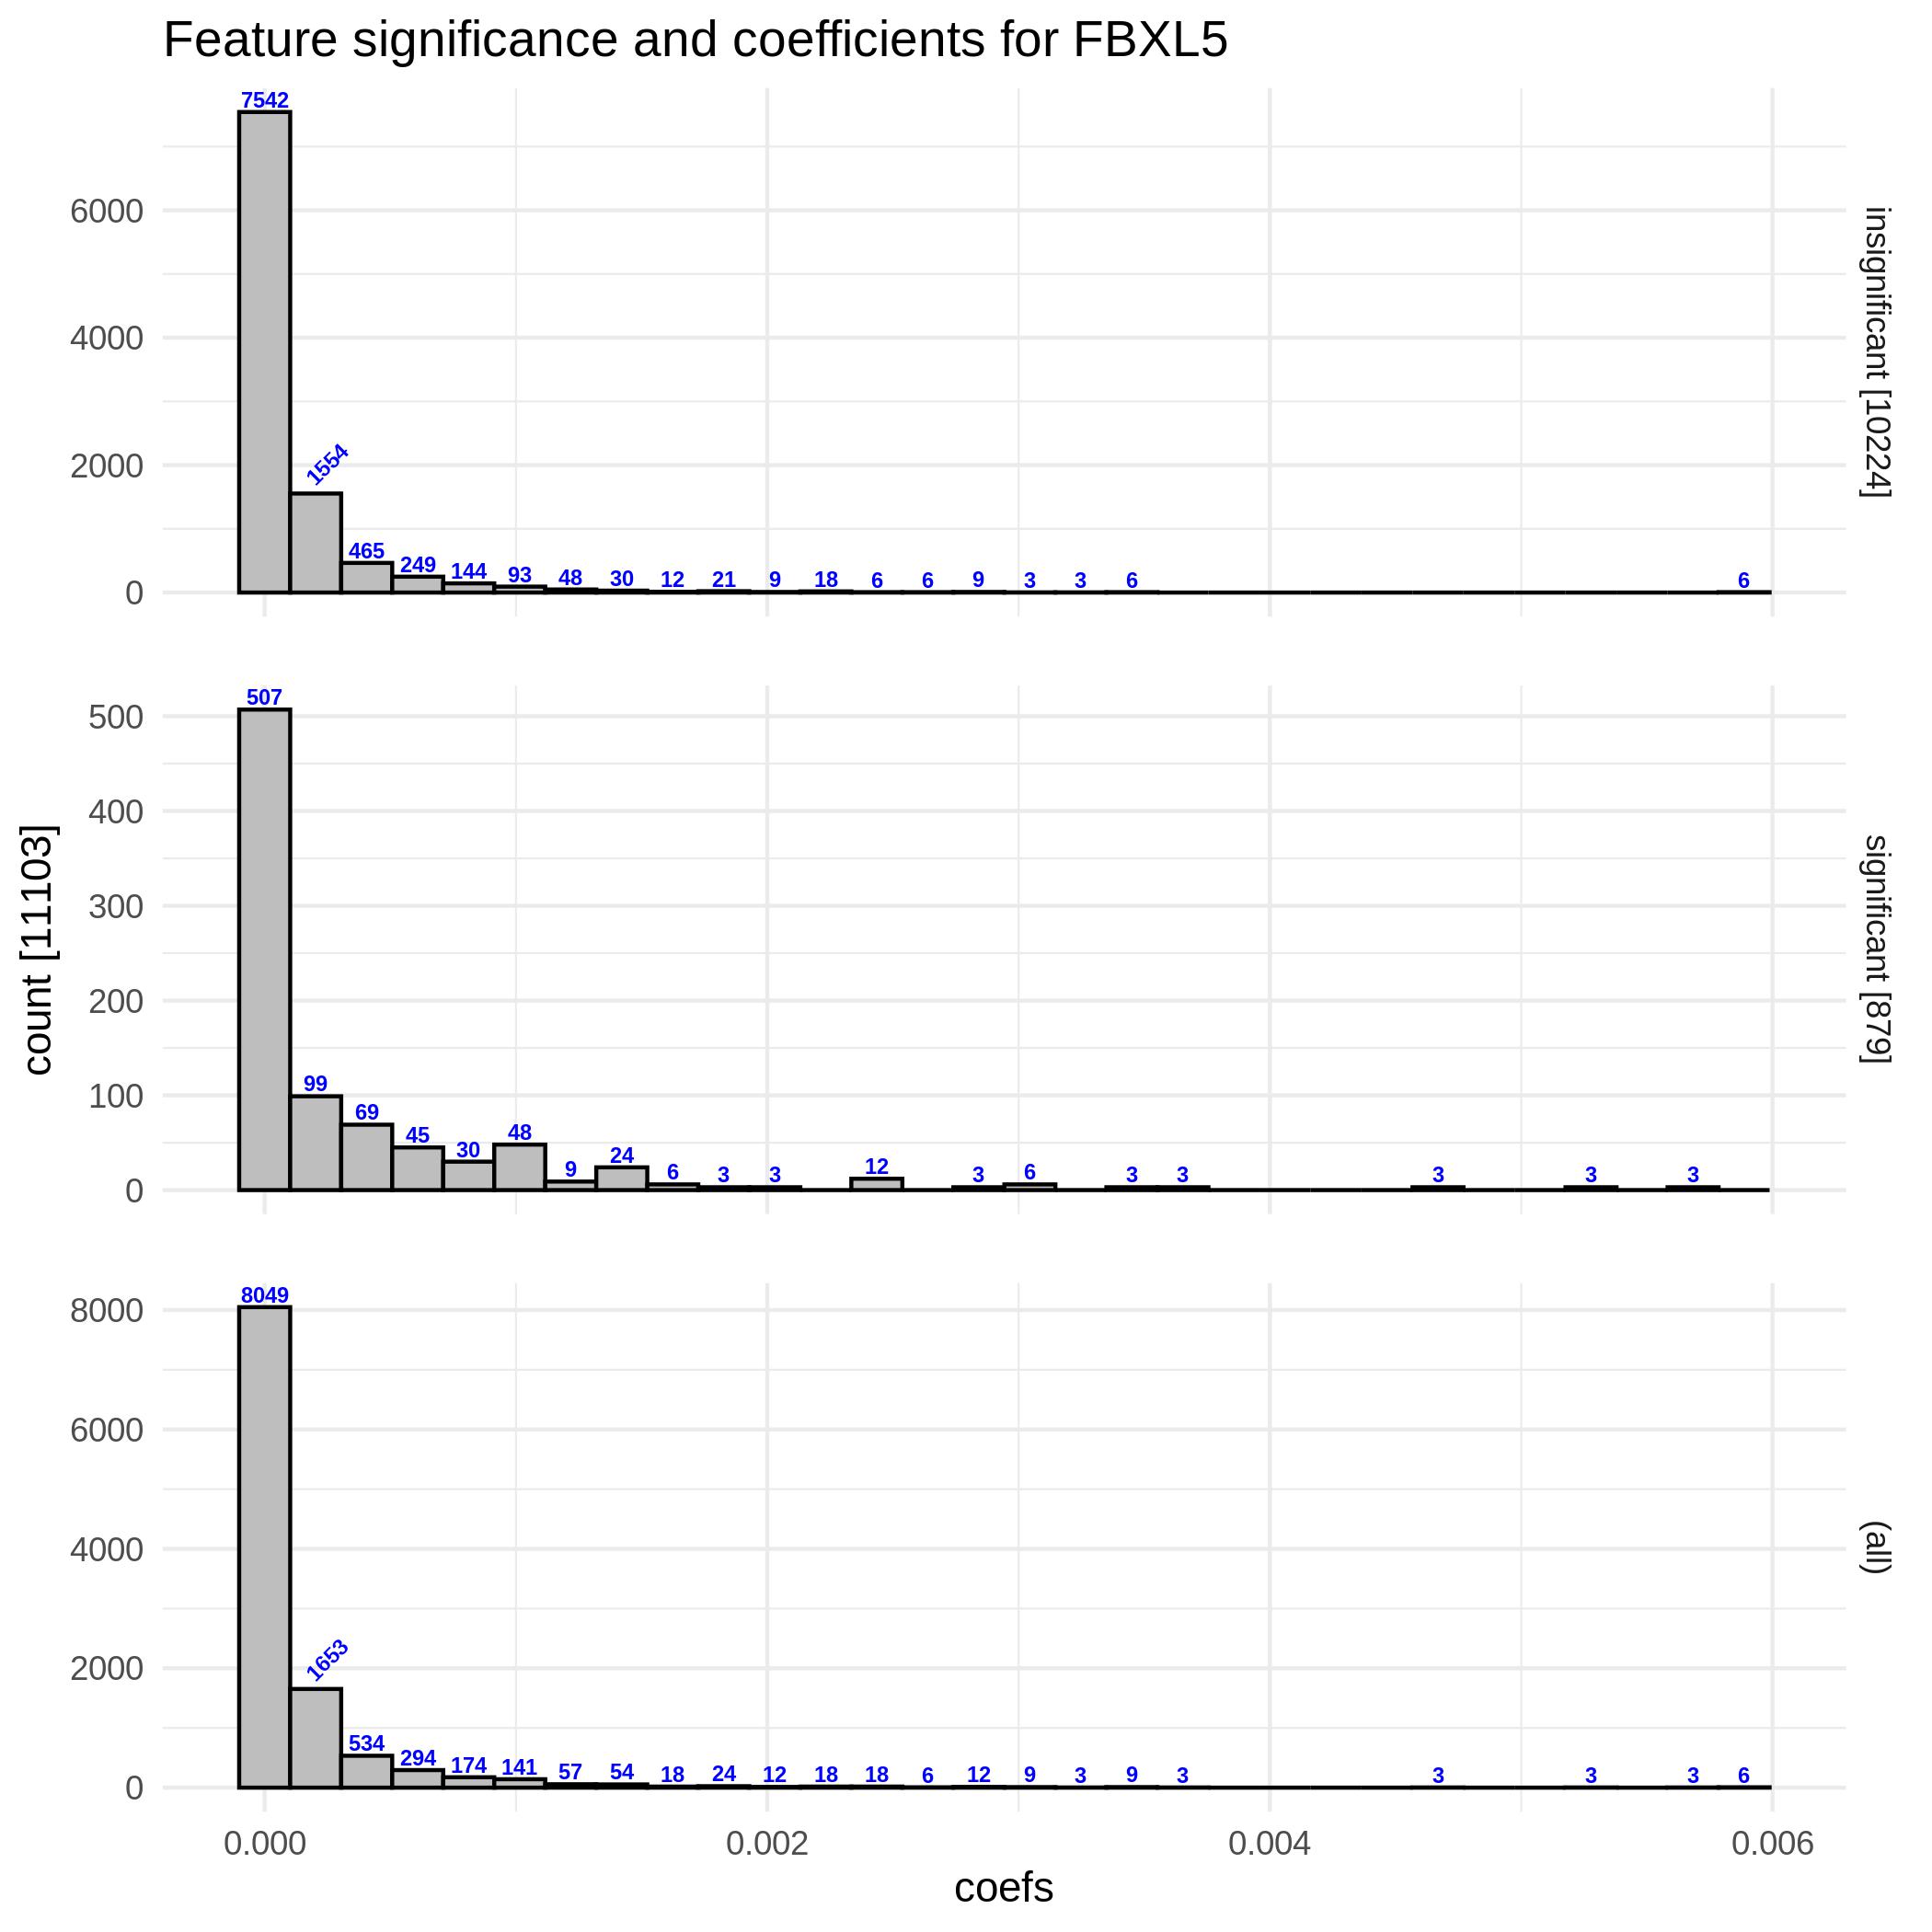 Feature significance and coefficients for FBXL5
7542
6000
4000
2000
0
1554
465 249 144 93 48 30 12 21 9 18 6 6 9 3 3 6 6
insignificant [10224]
507
500
400
300
200
100
0
99 69 45 30 48 9 24 6 3 3 12 3 6 3 3 3 3 3
significant [879]
count [11103]
8049
8000
6000
4000
2000
0
1653
534 294 174 141 57 54 18 24 12 18 18 6 12 9 3 9 3 3 3 3 6
(all)
0.000 0.002 0.004 0.006
coefs